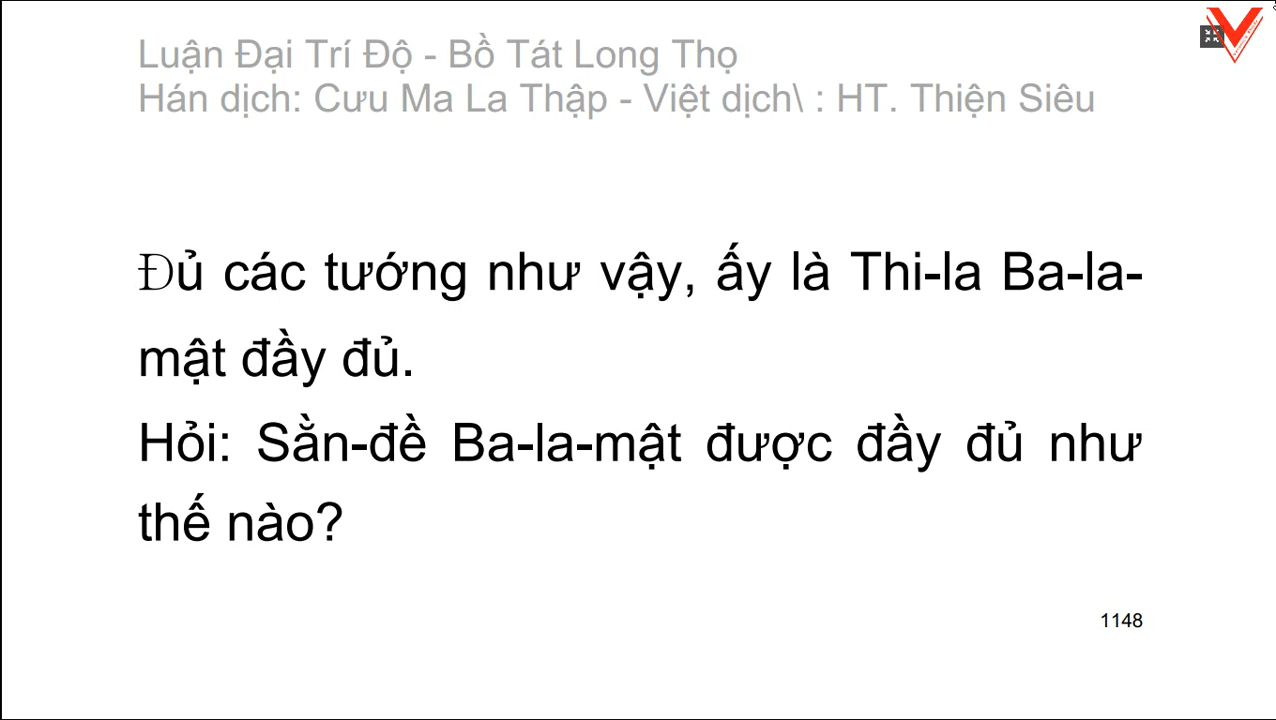 Luận Đại Trí Độ - Bồ Tát Long Thọ
Hán dịch: Cưu Ma La Thập - Việt dịch\ : HT. Thiện Siêu
Đủ các tướng như vậy, ấy là Thi-la Ba-la-
mật đầy đủ.
Hỏi: Sằn-đề Ba-la-mật được đầy đủ như
thế nào?
1148